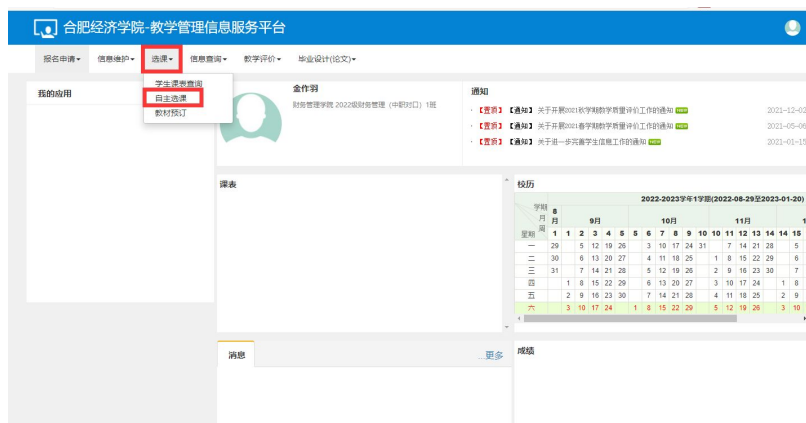 合肥经济学院-教学管理信息服务平台
报名申请▾ 信息维护▾ 选课▾ 信息查询▾ 教学评价▾ 毕业设计(论文)▾
学生课表查询
自主选课
教材预订
我的应用
金作羽
财务管理学院 2022级财务管理（中职对口）1班
通知
·【置顶】【通知】关于开展2021秋学期教学质量评价工作的通知 NEW 2021-12-02
·【置顶】【通知】关于开展2021春学期教学质量评价工作的通知 NEW 2021-05-06
·【置顶】【通知】关于进一步完善学生信息工作的通知 NEW 2021-01-15
课表
校历
2022-2023学年1学期(2022-08-29至2023-01-20)
学期
月 8月 9月 10月 11月 1
周
星期 1 1 2 3 4 5 5 6 7 8 9 10 10 11 12 13 14 14 15
一 29 5 12 19 26 3 10 17 24 31 7 14 21 28 5
二 30 6 13 20 27 4 11 18 25 1 8 15 22 29 6
三 31 7 14 21 28 5 12 19 26 2 9 16 23 30 7
四 1 8 15 22 29 6 13 20 27 3 10 17 24 1 8
五 2 9 16 23 30 7 14 21 28 4 11 18 25 2 9
六 3 10 17 24 1 8 15 22 29 5 12 19 26 3 10
消息 ...更多
成绩